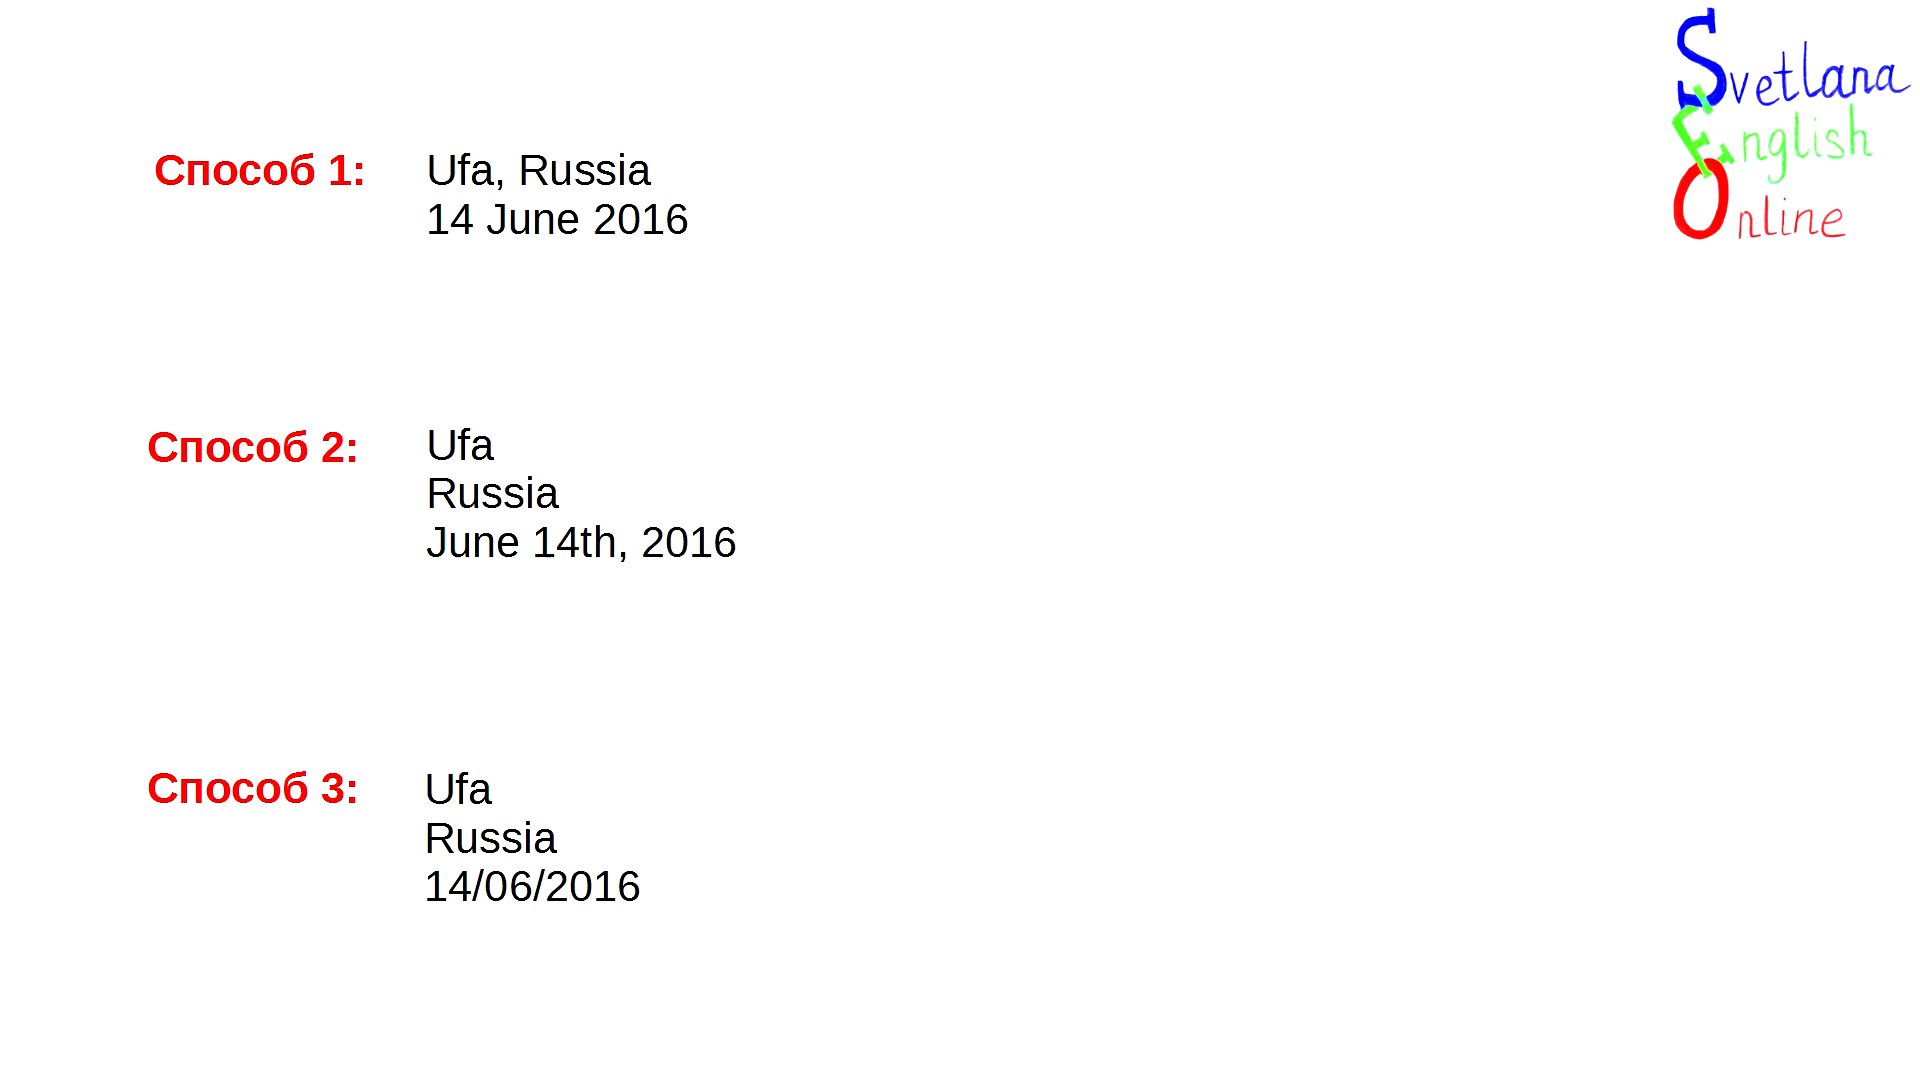 Способ 1:
Ufa, Russia
14 June 2016
Способ 2:
Ufa
Russia
June 14th, 2016
Способ 3:
Ufa
Russia
14/06/2016
Svetlana
English
Online